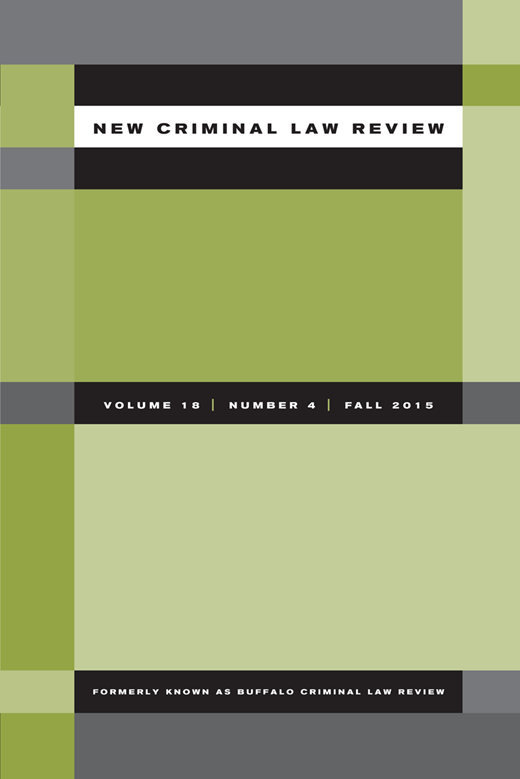 NEW CRIMINAL LAW REVIEW
VOLUME 18 | NUMBER 4 | FALL 2015
FORMERLY KNOWN AS BUFFALO CRIMINAL LAW REVIEW